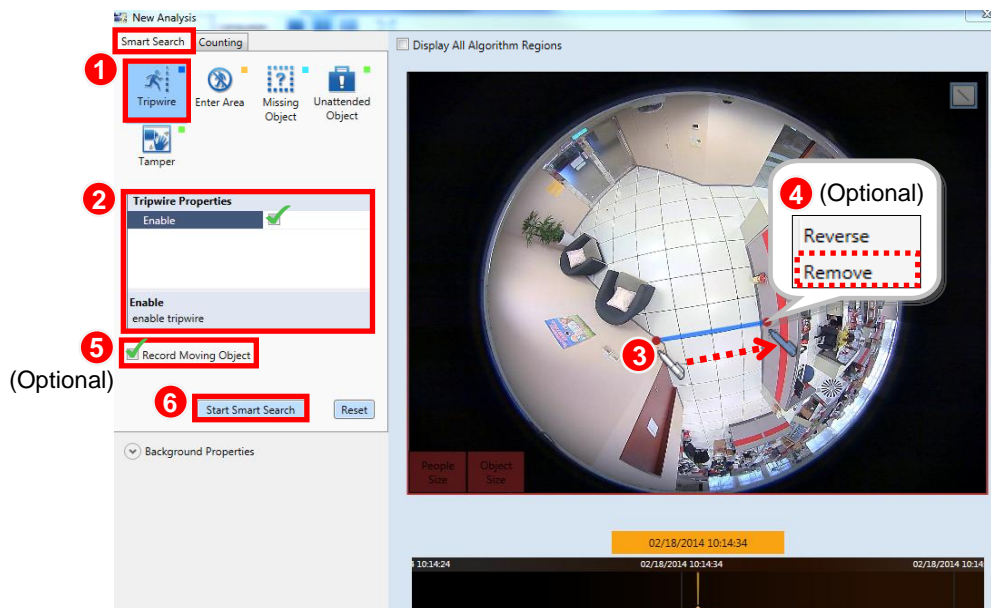 New Analysis
Smart Search
Counting
Display All Algorithm Regions
1
Tripwire
Enter Area
Missing
Object
Unattended
Object
Tamper
2
Tripwire Properties
Enable
Enable
enable tripwire
5
Record Moving Object
(Optional)
6
Start Smart Search
Reset
Background Properties
4 (Optional)
Reverse
Remove
3
People
Size
Object
Size
02/18/2014 10:14:34
10:14:24
02/18/2014 10:14:34
02/18/2014 10:14